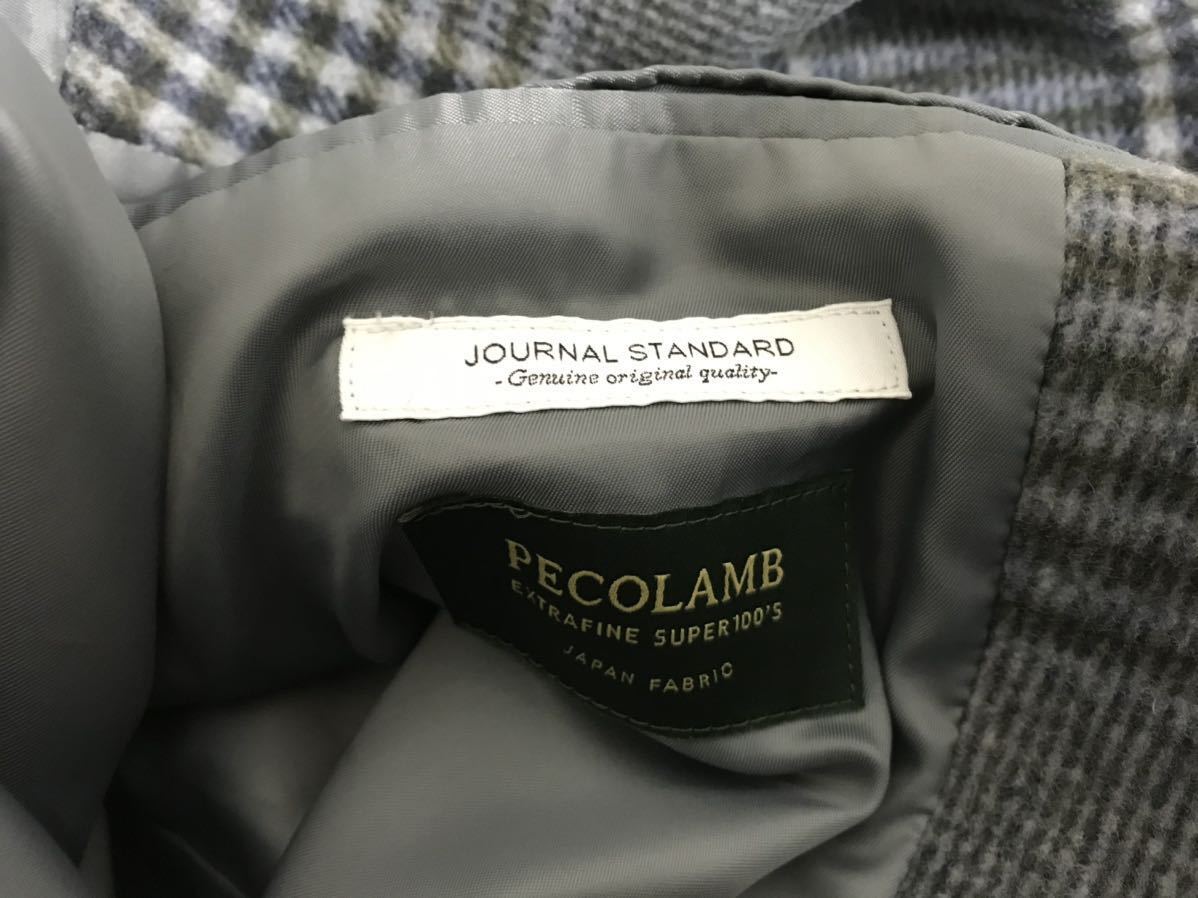 JOURNAL STANDARD
-Genuine original quality-
PECOLAMB
EXTRAFINE SUPER100'S
JAPAN FABRIC